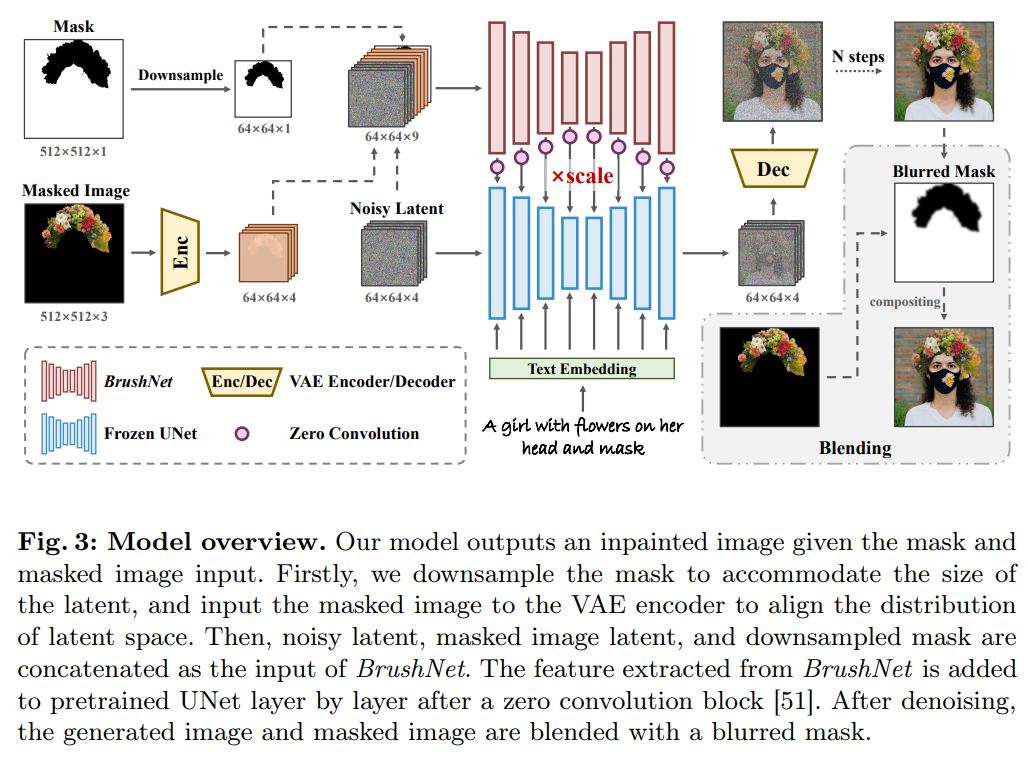 Mask
Downsample
512×512×1
64×64×1
64×64×9
Masked Image
Enc
512×512×3
64×64×4
Noisy Latent
64×64×4
×scale
Text Embedding
A girl with flowers on her
head and mask
Dec
64×64×4
N steps
Blurred Mask
compositing
Blending
BrushNet
Enc/Dec
VAE Encoder/Decoder
Frozen UNet
Zero Convolution
Fig. 3: Model overview. Our model outputs an inpainted image given the mask and
masked image input. Firstly, we downsample the mask to accommodate the size of
the latent, and input the masked image to the VAE encoder to align the distribution
of latent space. Then, noisy latent, masked image latent, and downsampled mask are
concatenated as the input of BrushNet. The feature extracted from BrushNet is added
to pretrained UNet layer by layer after a zero convolution block [51]. After denoising,
the generated image and masked image are blended with a blurred mask.